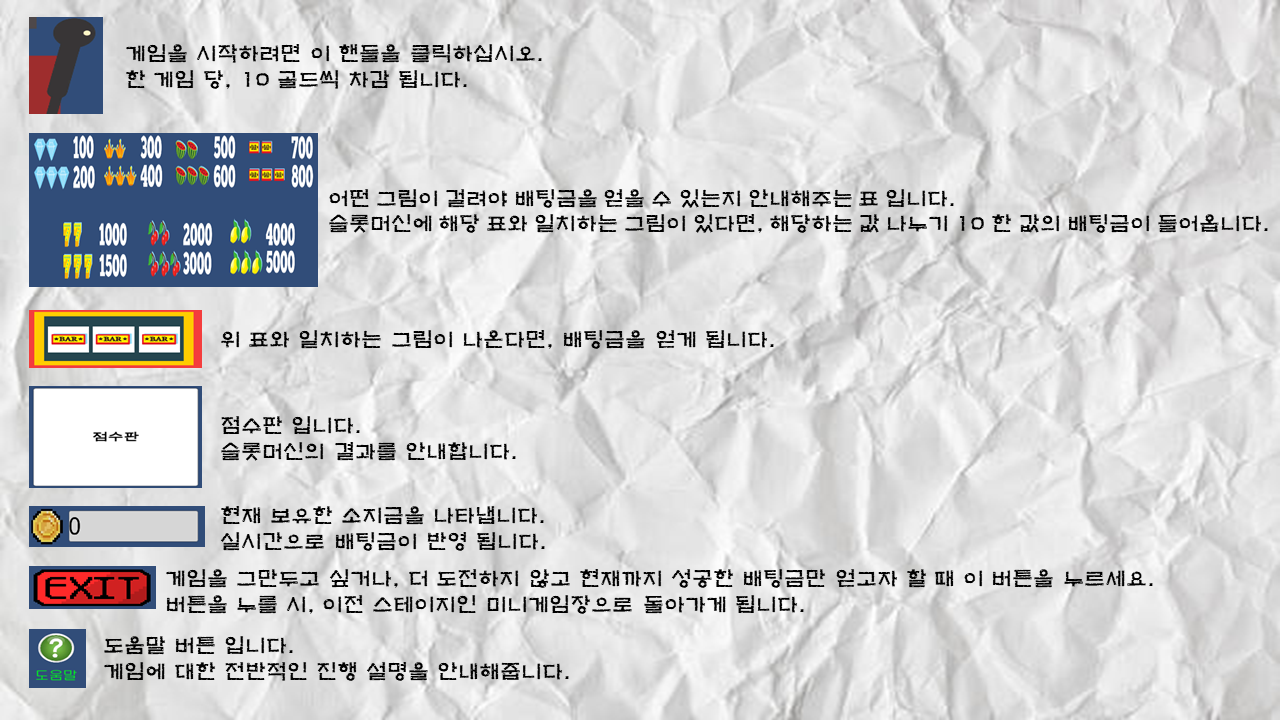 게임을 시작하려면 이 핸들을 클릭하십시오.
한 게임 당, 10 골드씩 차감 됩니다.
100 300 500 700
200 400 600 800
1000 2000 4000
1500 3000 5000
어떤 그림이 걸려야 배팅금을 얻을 수 있는지 안내해주는 표 입니다.
슬롯머신에 해당 표와 일치하는 그림이 있다면, 해당하는 값 나누기 10 한 값의 배팅금이 들어옵니다.
BAR BAR BAR
위 표와 일치하는 그림이 나온다면, 배팅금을 얻게 됩니다.
점수판
점수판 입니다.
슬롯머신의 결과를 안내합니다.
0
현재 보유한 소지금을 나타냅니다.
실시간으로 배팅금이 반영 됩니다.
EXIT
게임을 그만두고 싶거나, 더 도전하지 않고 현재까지 성공한 배팅금만 얻고자 할 때 이 버튼을 누르세요.
버튼을 누를 시, 이전 스테이지인 미니게임장으로 돌아가게 됩니다.
?
도움말
도움말 버튼 입니다.
게임에 대한 전반적인 진행 설명을 안내해줍니다.